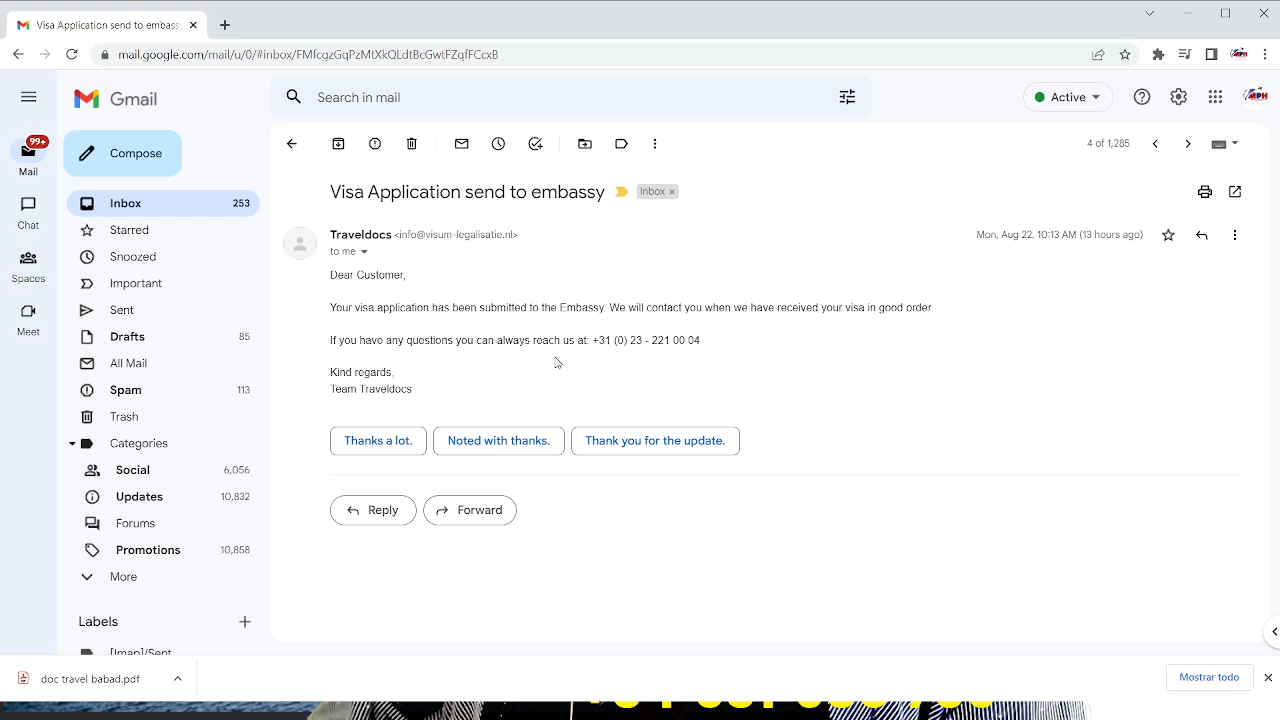 Visa Application send to embass
mail.google.com/mail/u/0/#inbox/FMfcgzGqPzMtXkQLdtBcGwtFZqfFCcxB
Gmail
Search in mail
Active
99+
Mail
Chat
Spaces
Meet
Compose
Inbox 253
Starred
Snoozed
Important
Sent
Drafts 85
All Mail
Spam 113
Trash
Categories
Social 6,056
Updates 10,832
Forums
Promotions 10,858
More
Labels
[Imap]/Sent
4 of 1,285
Visa Application send to embassy Inbox x
Traveldocs <info@visum-legalisatie.nl> Mon, Aug 22, 10:13 AM (13 hours ago)
to me
Dear Customer,
Your visa application has been submitted to the Embassy. We will contact you when we have received your visa in good order.
If you have any questions you can always reach us at: +31 (0) 23 - 221 00 04
Kind regards,
Team Traveldocs
Thanks a lot. Noted with thanks. Thank you for the update.
Reply Forward
doc travel babad.pdf Mostrar todo